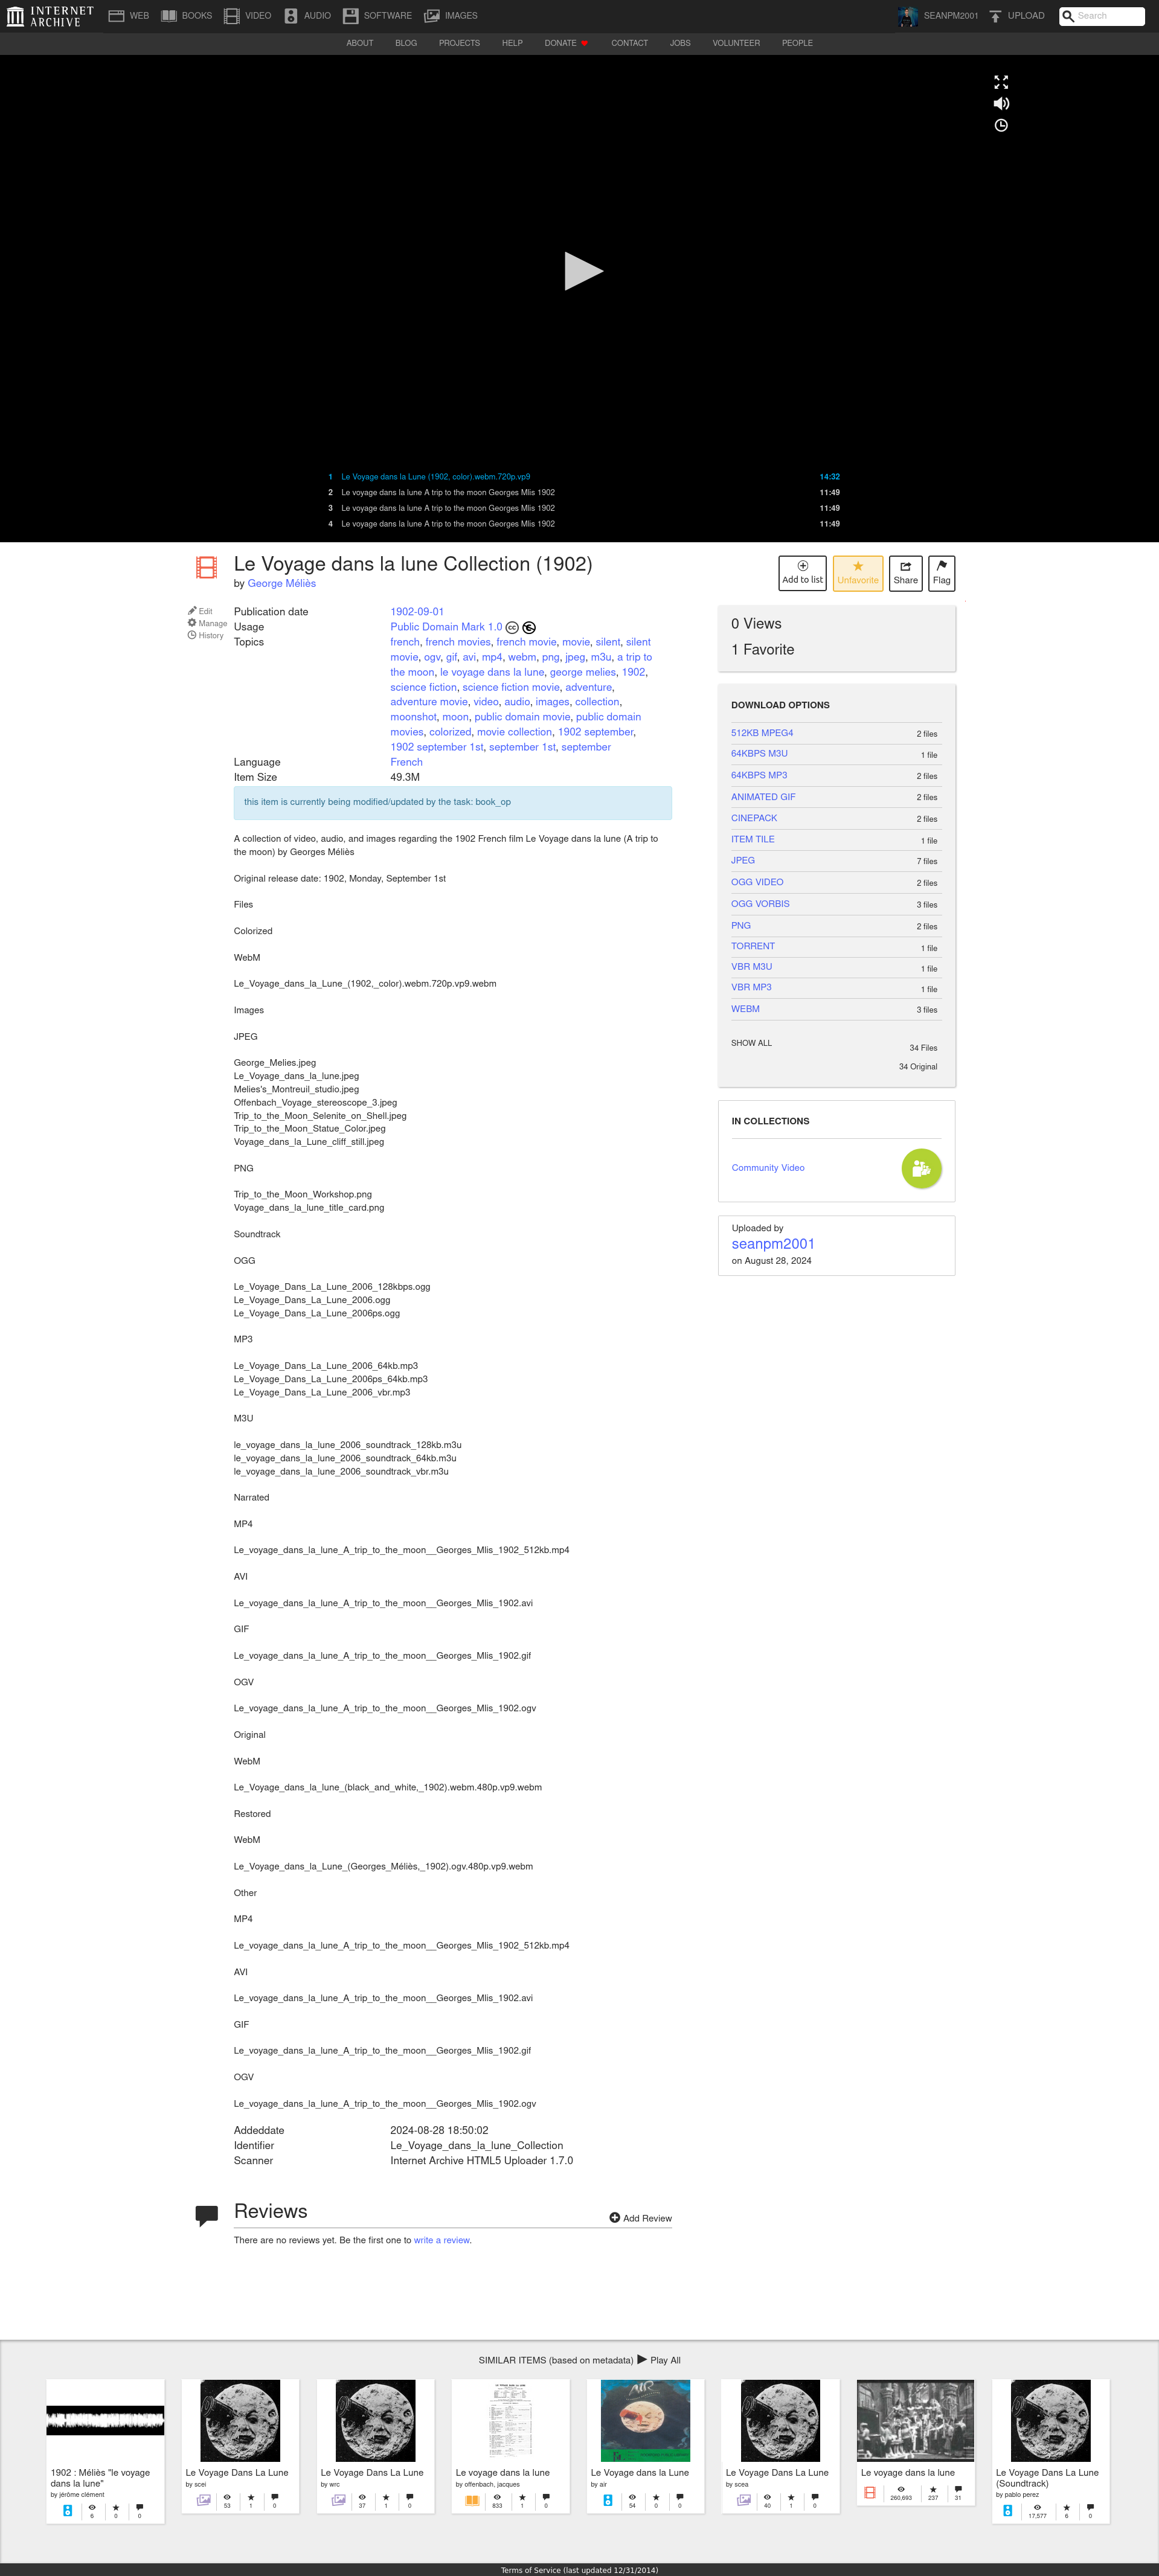 INTERNET ARCHIVE
WEB BOOKS VIDEO AUDIO SOFTWARE IMAGES SEANPM2001 UPLOAD Search
ABOUT BLOG PROJECTS HELP DONATE CONTACT JOBS VOLUNTEER PEOPLE
1 Le Voyage dans la Lune (1902, color).webm.720p.vp9 14:32
2 Le voyage dans la lune A trip to the moon Georges Mlis 1902 11:49
3 Le voyage dans la lune A trip to the moon Georges Mlis 1902 11:49
4 Le voyage dans la lune A trip to the moon Georges Mlis 1902 11:49
Le Voyage dans la lune Collection (1902)
by George Méliès
Add to list Unfavorite Share Flag
Edit
Manage
History
Publication date 1902-09-01
Usage Public Domain Mark 1.0
Topics french, french movies, french movie, movie, silent, silent
movie, ogv, gif, avi, mp4, webm, png, jpeg, m3u, a trip to
the moon, le voyage dans la lune, george melies, 1902,
science fiction, science fiction movie, adventure,
adventure movie, video, audio, images, collection,
moonshot, moon, public domain movie, public domain
movies, colorized, movie collection, 1902 september,
1902 september 1st, september 1st, september
Language French
Item Size 49.3M
this item is currently being modified/updated by the task: book_op
A collection of video, audio, and images regarding the 1902 French film Le Voyage dans la lune (A trip to
the moon) by Georges Méliès
Original release date: 1902, Monday, September 1st
Files
Colorized
WebM
Le_Voyage_dans_la_Lune_(1902,_color).webm.720p.vp9.webm
Images
JPEG
George_Melies.jpeg
Le_Voyage_dans_la_lune.jpeg
Melies's_Montreuil_studio.jpeg
Offenbach_Voyage_stereoscope_3.jpeg
Trip_to_the_Moon_Selenite_on_Shell.jpeg
Trip_to_the_Moon_Statue_Color.jpeg
Voyage_dans_la_Lune_cliff_still.jpeg
PNG
Trip_to_the_Moon_Workshop.png
Voyage_dans_la_lune_title_card.png
Soundtrack
OGG
Le_Voyage_Dans_La_Lune_2006_128kbps.ogg
Le_Voyage_Dans_La_Lune_2006.ogg
Le_Voyage_Dans_La_Lune_2006ps.ogg
MP3
Le_Voyage_Dans_La_Lune_2006_64kb.mp3
Le_Voyage_Dans_La_Lune_2006ps_64kb.mp3
Le_Voyage_Dans_La_Lune_2006_vbr.mp3
M3U
le_voyage_dans_la_lune_2006_soundtrack_128kb.m3u
le_voyage_dans_la_lune_2006_soundtrack_64kb.m3u
le_voyage_dans_la_lune_2006_soundtrack_vbr.m3u
Narrated
MP4
Le_voyage_dans_la_lune_A_trip_to_the_moon__Georges_Mlis_1902_512kb.mp4
AVI
Le_voyage_dans_la_lune_A_trip_to_the_moon__Georges_Mlis_1902.avi
GIF
Le_voyage_dans_la_lune_A_trip_to_the_moon__Georges_Mlis_1902.gif
OGV
Le_voyage_dans_la_lune_A_trip_to_the_moon__Georges_Mlis_1902.ogv
Original
WebM
Le_Voyage_dans_la_lune_(black_and_white,_1902).webm.480p.vp9.webm
Restored
WebM
Le_Voyage_dans_la_Lune_(Georges_Méliès,_1902).ogv.480p.vp9.webm
Other
MP4
Le_voyage_dans_la_lune_A_trip_to_the_moon__Georges_Mlis_1902_512kb.mp4
AVI
Le_voyage_dans_la_lune_A_trip_to_the_moon__Georges_Mlis_1902.avi
GIF
Le_voyage_dans_la_lune_A_trip_to_the_moon__Georges_Mlis_1902.gif
OGV
Le_voyage_dans_la_lune_A_trip_to_the_moon__Georges_Mlis_1902.ogv
Addeddate 2024-08-28 18:50:02
Identifier Le_Voyage_dans_la_lune_Collection
Scanner Internet Archive HTML5 Uploader 1.7.0
0 Views
1 Favorite
DOWNLOAD OPTIONS
512KB MPEG4 2 files
64KBPS M3U 1 file
64KBPS MP3 2 files
ANIMATED GIF 2 files
CINEPACK 2 files
ITEM TILE 1 file
JPEG 7 files
OGG VIDEO 2 files
OGG VORBIS 3 files
PNG 2 files
TORRENT 1 file
VBR M3U 1 file
VBR MP3 1 file
WEBM 3 files
SHOW ALL 34 Files
34 Original
IN COLLECTIONS
Community Video
Uploaded by
seanpm2001
on August 28, 2024
Reviews
Add Review
There are no reviews yet. Be the first one to write a review.
SIMILAR ITEMS (based on metadata) Play All
1902 : Méliès "le voyage
dans la lune"
by jérôme clément
6 0 0
Le Voyage Dans La Lune
by scei
53 1 0
Le Voyage Dans La Lune
by wrc
37 1 0
Le voyage dans la lune
by offenbach, jacques
833 1 0
AIR
Le Voyage dans la Lune
by air
54 0 0
Le Voyage Dans La Lune
by scea
40 1 0
Le voyage dans la lune
260,693 237 31
Le Voyage Dans La Lune
(Soundtrack)
by pablo perez
17,577 6 0
Terms of Service (last updated 12/31/2014)